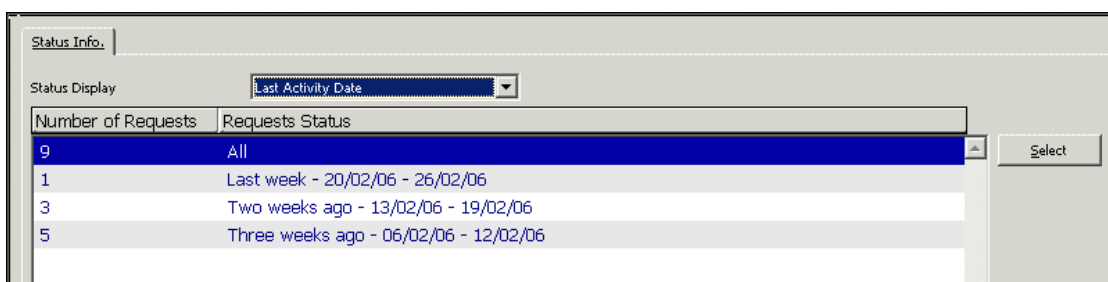 Status Info.
Status Display Last Activity Date
Number of Requests Requests Status
9 All Select
1 Last week - 20/02/06 - 26/02/06
3 Two weeks ago - 13/02/06 - 19/02/06
5 Three weeks ago - 06/02/06 - 12/02/06